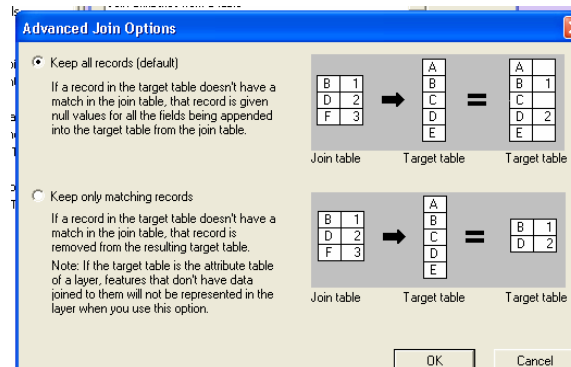 Advanced Join Options
Keep all records (default)
If a record in the target table doesn't have a
match in the join table, that record is given
null values for all the fields being appended
into the target table from the join table.
B 1
D 2
F 3
A
B
C
D
E
A
B 1
C
D 2
E
Join table
Target table
Target table
Keep only matching records
If a record in the target table doesn't have a
match in the join table, that record is
removed from the resulting target table.
Note: If the target table is the attribute table
of a layer, features that don't have data
joined to them will not be represented in the
layer when you use this option.
B 1
D 2
F 3
A
B
C
D
E
B 1
D 2
Join table
Target table
Target table
OK
Cancel